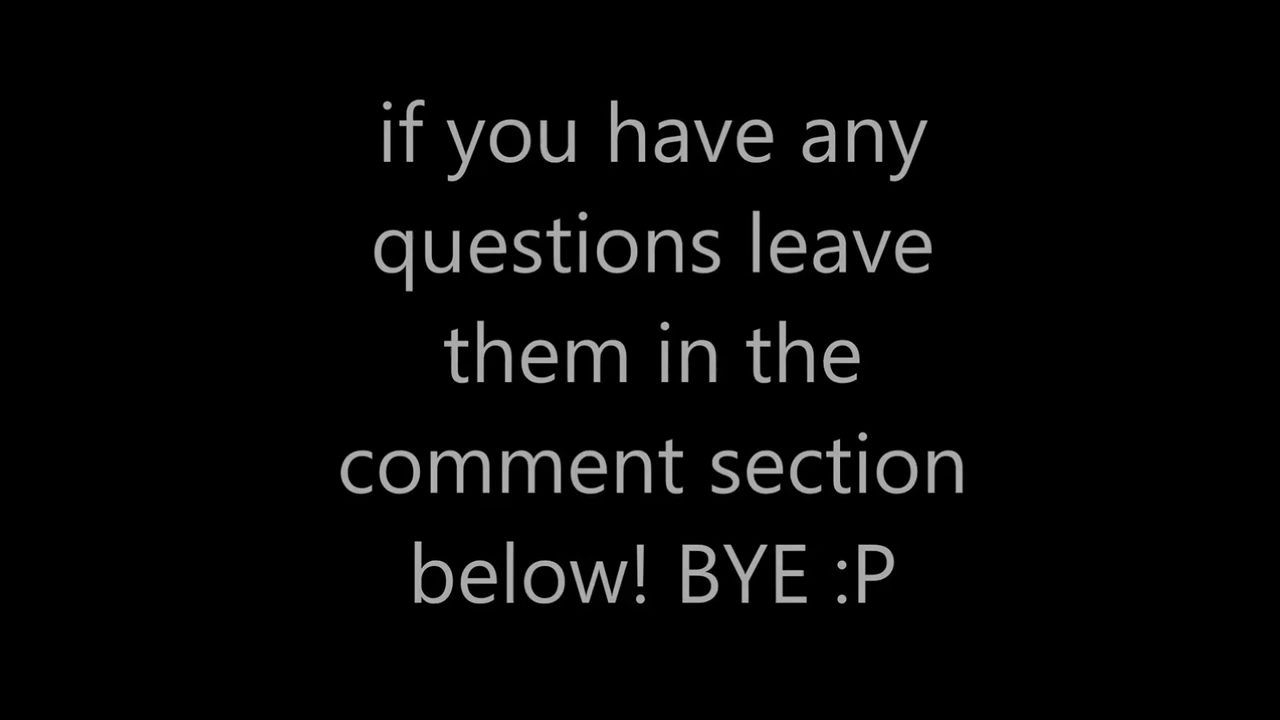 if you have any
questions leave
them in the
comment section
below! BYE :P